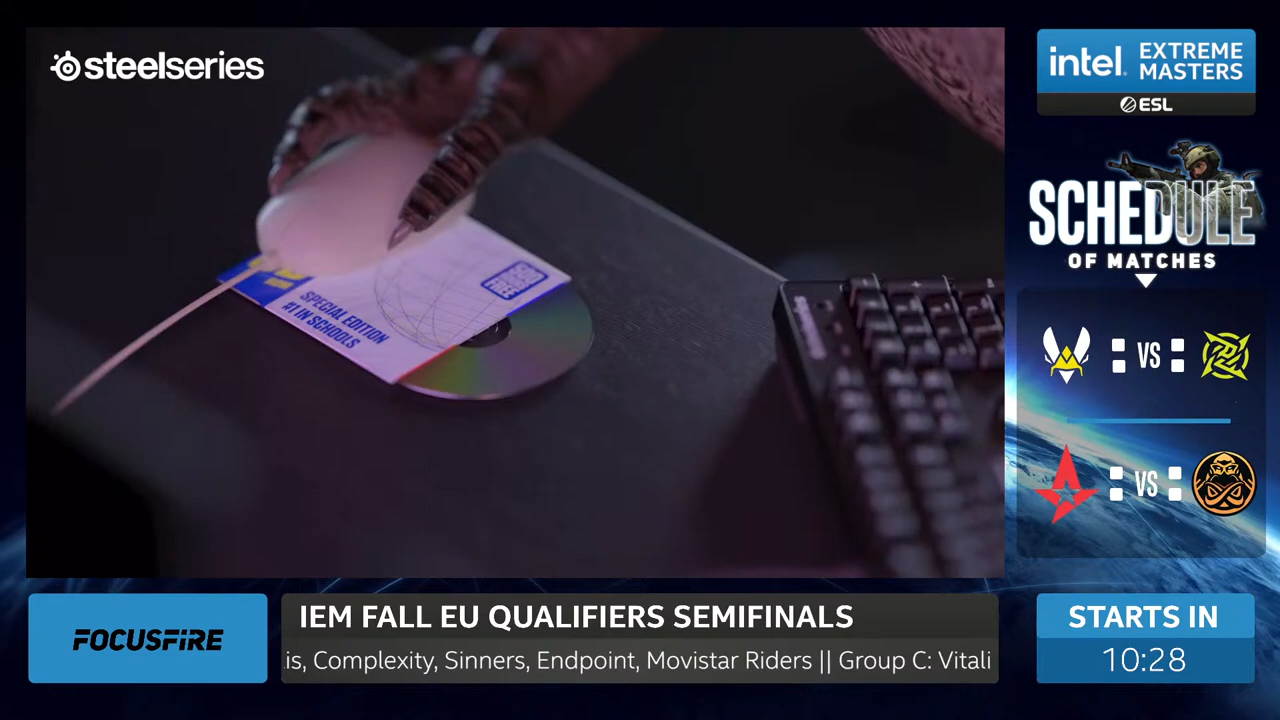 steelseries
SPECIAL EDITION
#1 IN SCHOOLS
intel.
EXTREME
MASTERS
ESL
SCHEDULE
OF MATCHES
VS
VS
IEM FALL EU QUALIFIERS SEMIFINALS
is, Complexity, Sinners, Endpoint, Movistar Riders || Group C: Vitali
FOCUSFIRE
STARTS IN
10:28